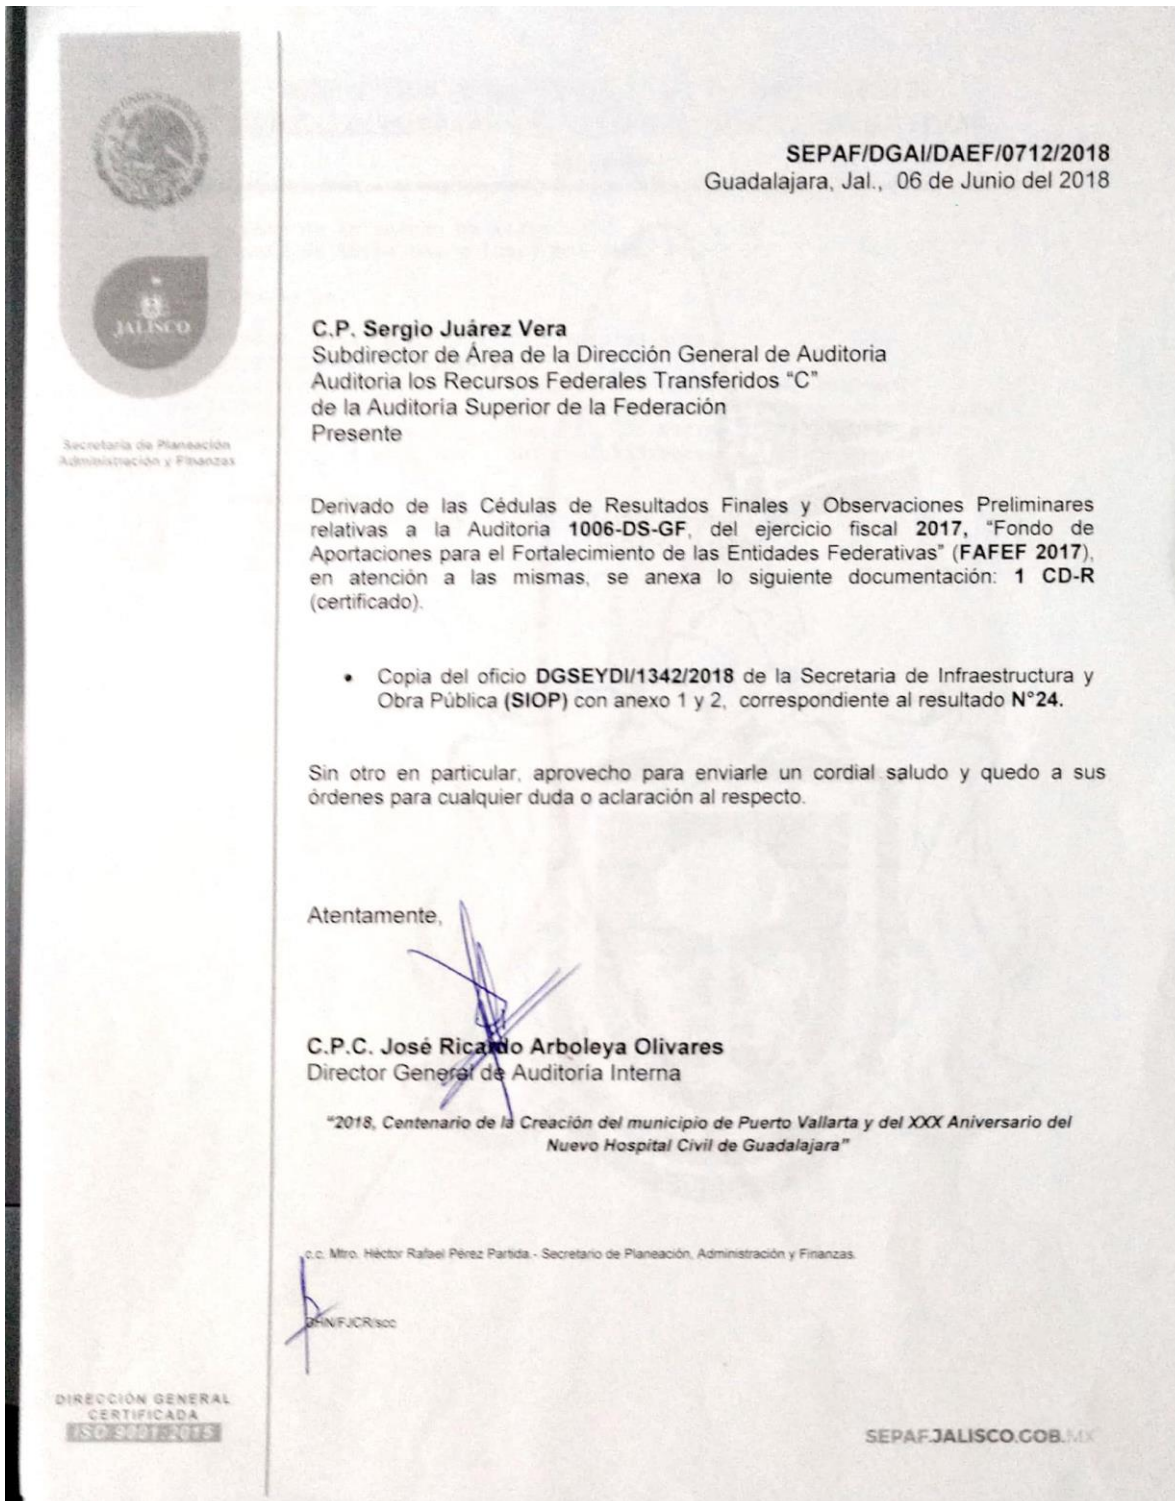 SEPAF/DGAI/DAEF/0712/2018
Guadalajara, Jal., 06 de Junio del 2018
JALISCO
Secretaría de Planeación
Administración y Finanzas
C.P. Sergio Juárez Vera
Subdirector de Área de la Dirección General de Auditoria
Auditoria los Recursos Federales Transferidos “C”
de la Auditoría Superior de la Federación
Presente
Derivado de las Cédulas de Resultados Finales y Observaciones Preliminares
relativas a la Auditoria 1006-DS-GF, del ejercicio fiscal 2017, “Fondo de
Aportaciones para el Fortalecimiento de las Entidades Federativas” (FAFEF 2017),
en atención a las mismas, se anexa lo siguiente documentación: 1 CD-R
(certificado).
• Copia del oficio DGSEYDI/1342/2018 de la Secretaria de Infraestructura y
Obra Pública (SIOP) con anexo 1 y 2, correspondiente al resultado N°24.
Sin otro en particular, aprovecho para enviarle un cordial saludo y quedo a sus
órdenes para cualquier duda o aclaración al respecto.
Atentamente,
C.P.C. José Ricardo Arboleya Olivares
Director General de Auditoría Interna
“2018, Centenario de la Creación del municipio de Puerto Vallarta y del XXX Aniversario del
Nuevo Hospital Civil de Guadalajara”
c.c. Mtro. Héctor Rafael Pérez Partida.- Secretario de Planeación, Administración y Finanzas.
DIRECCIÓN GENERAL
CERTIFICADA
ISO 9001:2015
SEPAF.JALISCO.GOB.MX